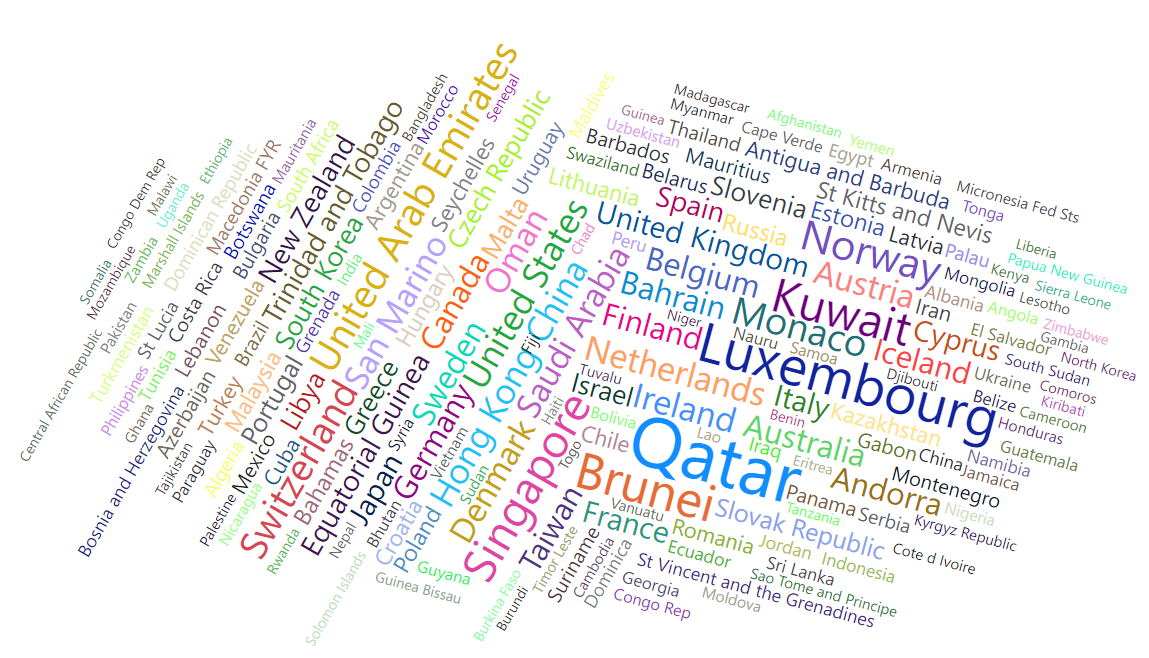 Central African Republic
Somalia
Mozambique
Congo Dem Rep
Malawi
Zambia
Uganda
Marshall Islands
Ethiopia
Dominican Republic
Macedonia FYR
Mauritania
Botswana
South Africa
Bulgaria
New Zealand
Trinidad and Tobago
Colombia
Bangladesh
Morocco
Argentina
Senegal
United Arab Emirates
Seychelles
Czech Republic
Maldives
Uruguay
Malta
Pakistan
Turkmenistan
St Lucia
Costa Rica
Philippines
Tunisia
Lebanon
Venezuela
Brazil
South Korea
India
Grenada
Mali
San Marino
Hungary
Canada
Oman
Chad
United States
China
Fiji
Saudi Arabia
Bosnia and Herzegovina
Ghana
Azerbaijan
Tajikistan
Turkey
Paraguay
Malaysia
Algeria
Portugal
Libya
Palestine
Mexico
Nicaragua
Cuba
Switzerland
Rwanda
Bahamas
Greece
Equatorial Guinea
Syria
Sweden
Nepal
Japan
Bhutan
Germany
Vietnam
Croatia
Poland
Hong Kong
Sudan
Denmark
Haiti
Singapore
Togo
Taiwan
Solomon Islands
Guyana
Guinea Bissau
Burkina Faso
Burundi
Timor Leste
Suriname
Cambodia
Dominica
Madagascar
Myanmar
Guinea
Uzbekistan
Thailand
Cape Verde
Afghanistan
Yemen
Egypt
Armenia
Barbados
Mauritius
Antigua and Barbuda
Swaziland
Belarus
Slovenia
St Kitts and Nevis
Micronesia Fed Sts
Tonga
Lithuania
Spain
Russia
Estonia
Latvia
Palau
Liberia
Papua New Guinea
United Kingdom
Norway
Mongolia
Kenya
Lesotho
Sierra Leone
Peru
Belgium
Austria
Albania
Angola
Zimbabwe
Bahrain
Kuwait
Iran
Gambia
Finland
Niger
Monaco
Cyprus
El Salvador
North Korea
Nauru
Samoa
Iceland
South Sudan
Netherlands
Luxembourg
Djibouti
Ukraine
Comoros
Kiribati
Tuvalu
Israel
Ireland
Italy
Kazakhstan
Belize
Cameroon
Honduras
Bolivia
Benin
Guatemala
Chile
Lao
Qatar
Australia
Iraq
Gabon
China
Namibia
Jamaica
Eritrea
Brunei
Andorra
Montenegro
Panama
Nigeria
Vanuatu
Tanzania
Serbia
Kyrgyz Republic
France
Slovak Republic
Cote d Ivoire
Romania
Jordan
Indonesia
Ecuador
Sri Lanka
St Vincent and the Grenadines
Sao Tome and Principe
Georgia
Moldova
Congo Rep